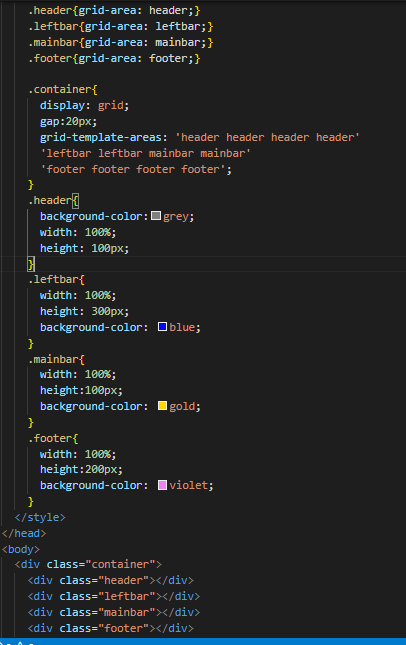 .header{grid-area: header;}
.leftbar{grid-area: leftbar;}
.mainbar{grid-area: mainbar;}
.footer{grid-area: footer;}
.container{
display: grid;
gap:20px;
grid-template-areas: 'header header header header'
'leftbar leftbar mainbar mainbar'
'footer footer footer footer';
}
.header{
background-color:grey;
width: 100%;
height: 100px;
}
.leftbar{
width: 100%;
height: 300px;
background-color: blue;
}
.mainbar{
width: 100%;
height:100px;
background-color: gold;
}
.footer{
width: 100%;
height:200px;
background-color: violet;
}
</style>
</head>
<body>
<div class="container">
<div class="header"></div>
<div class="leftbar"></div>
<div class="mainbar"></div>
<div class="footer"></div>